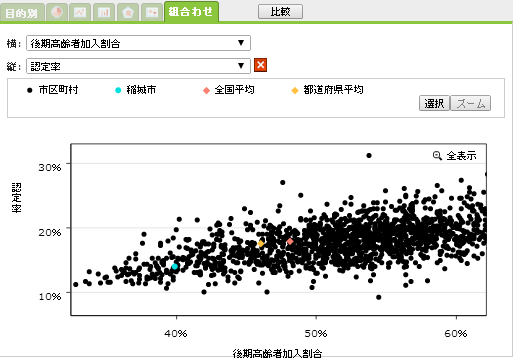 目的別 組合わせ 比較
横: 後期高齢者加入割合 ▼
縦: 認定率 ▼
市区町村 稲城市 全国平均 都道府県平均
選択 ズーム
全表示
30%
認定率
20%
10%
40% 50% 60%
後期高齢者加入割合